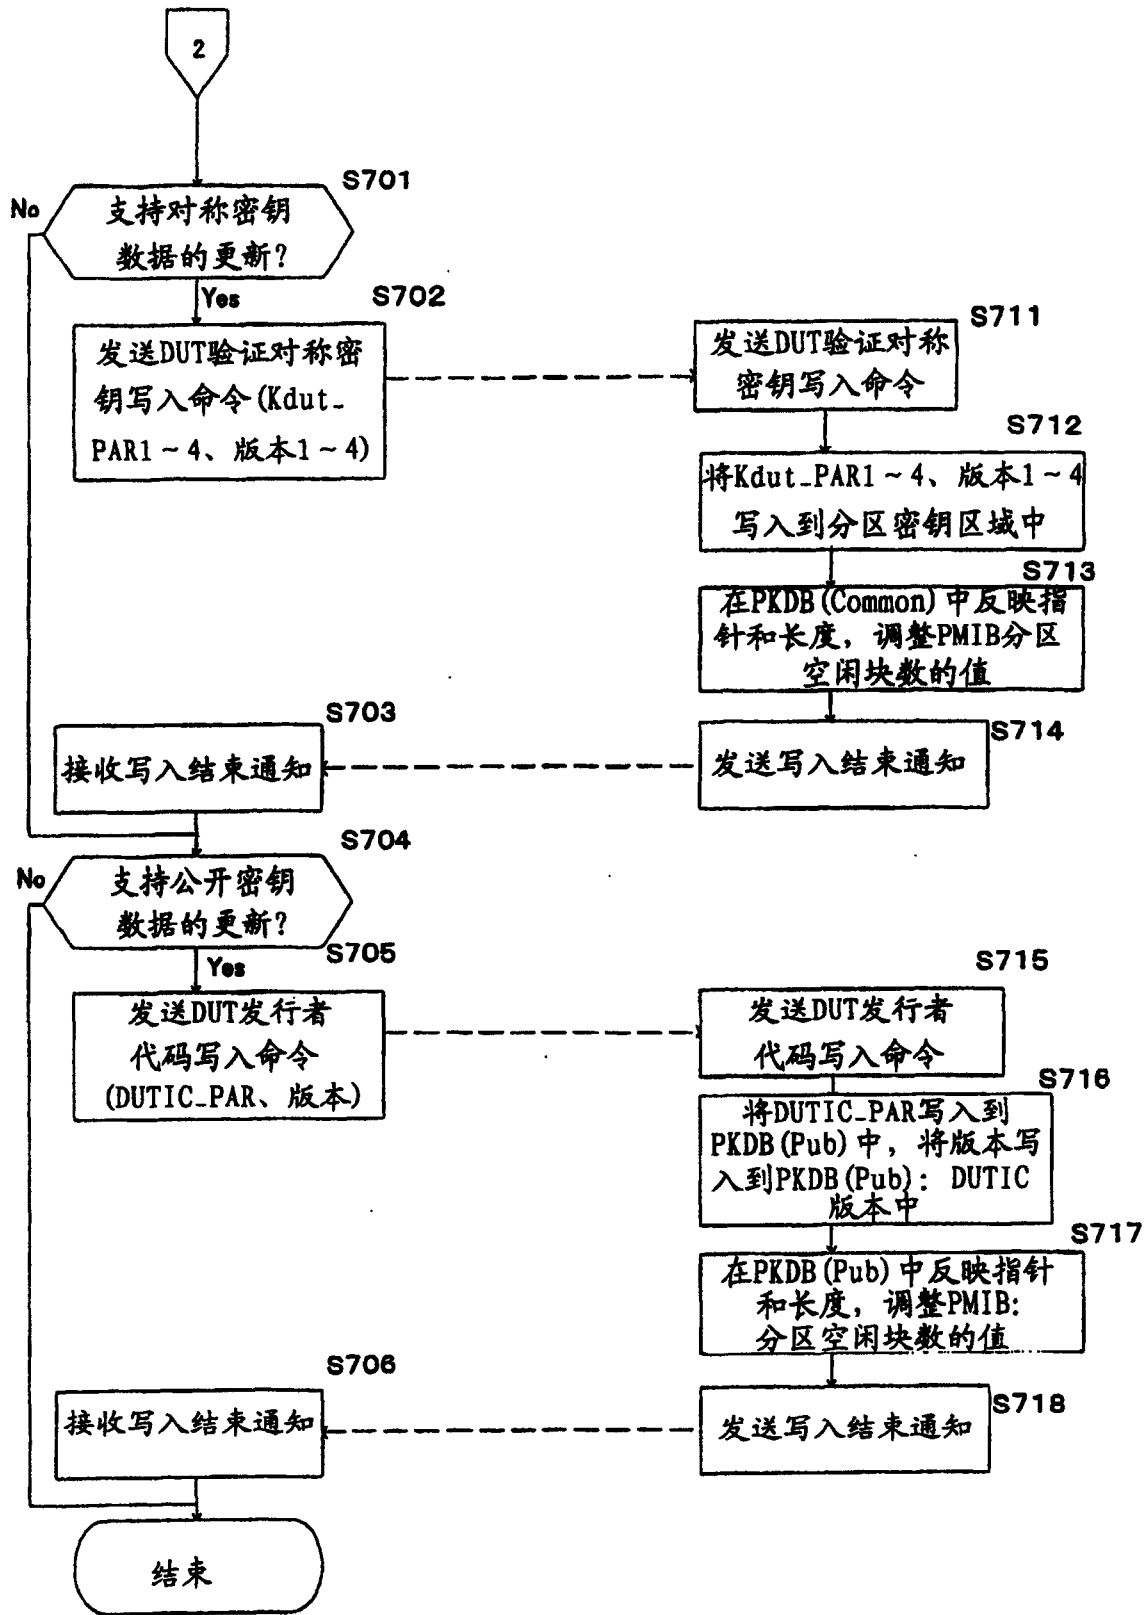 2
S701
No
支持对称密钥
数据的更新？
Yes
S702
发送DUT验证对称密
钥写入命令(Kdut_
PAR1～4、版本1～4)
S711
发送DUT验证对称
密钥写入命令
S712
将Kdut_PAR1～4、版本1～4
写入到分区密钥区域中
S713
在PKDB(Common)中反映指
针和长度，调整PMIB分区
空闲块数的值
S703
接收写入结束通知
S714
发送写入结束通知
S704
No
支持公开密钥
数据的更新？
Yes
S705
发送DUT发行者
代码写入命令
(DUTIC_PAR、版本)
S715
发送DUT发行者
代码写入命令
S716
将DUTIC_PAR写入到
PKDB(Pub)中，将版本写
入到PKDB(Pub)：DUTIC
版本中
S717
在PKDB(Pub)中反映指针
和长度，调整PMIB：
分区空闲块数的值
S706
接收写入结束通知
S718
发送写入结束通知
结束